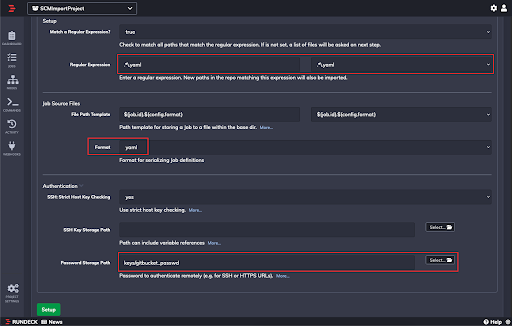 SCMImportProject
Setup
Match a Regular Expression? true
Check to match all paths that match the regular expression. If is not set, a list of files will be asked on next step.
Regular Expression .*\.yaml .*\.yaml
Enter a regular expression. New paths in the repo matching this expression will also be imported.
DASHBOARD
JOBS
NODES
COMMANDS
ACTIVITY
WEBHOOKS
Job Source Files
File Path Template ${job.id}.${config.format} ${job.id}.${config.format}
Path template for storing a Job to a file within the base dir. More...
Format yaml
Format for serializing Job definitions
Authentication
SSH: Strict Host Key Checking yes
Use strict host key checking. More...
SSH Key Storage Path Select...
Path can include variable references More...
Password Storage Path keys/gitbucket_passwd Select...
Password to authenticate remotely (e.g. for SSH or HTTPS URLs). More...
PROJECT
SETTINGS
Setup
RUNDECK News Help